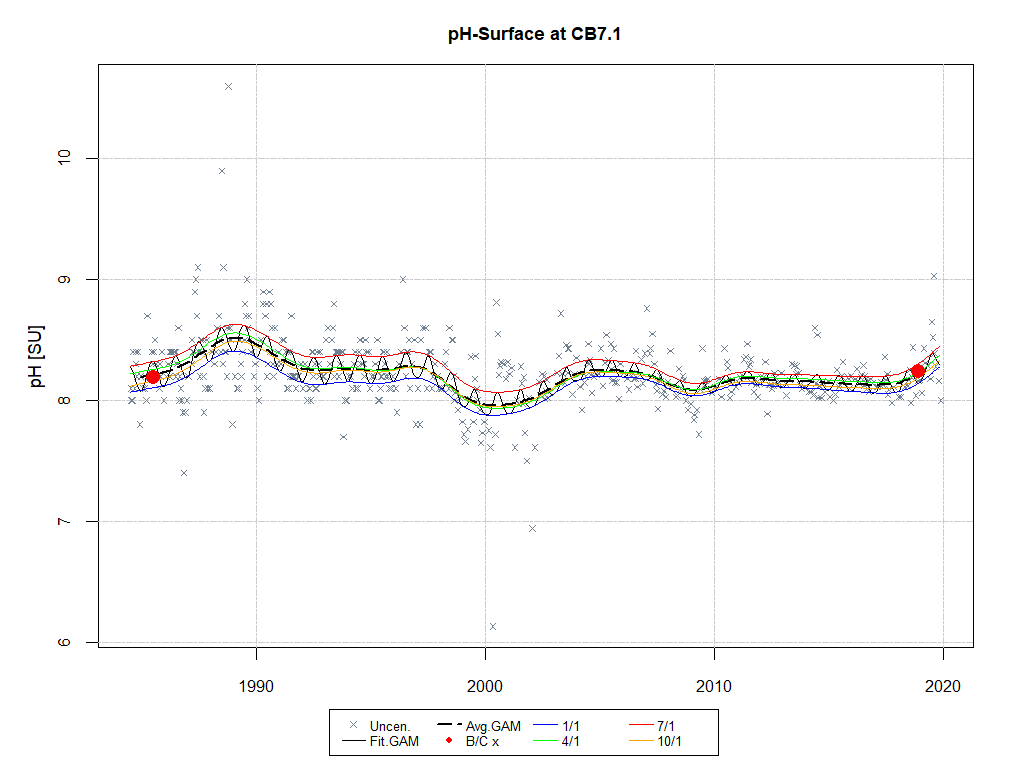 pH-Surface at CB7.1
pH [SU]
10
9
8
7
6
1990 2000 2010 2020
Uncen. Avg.GAM 1/1 7/1
Fit.GAM B/C x 4/1 10/1